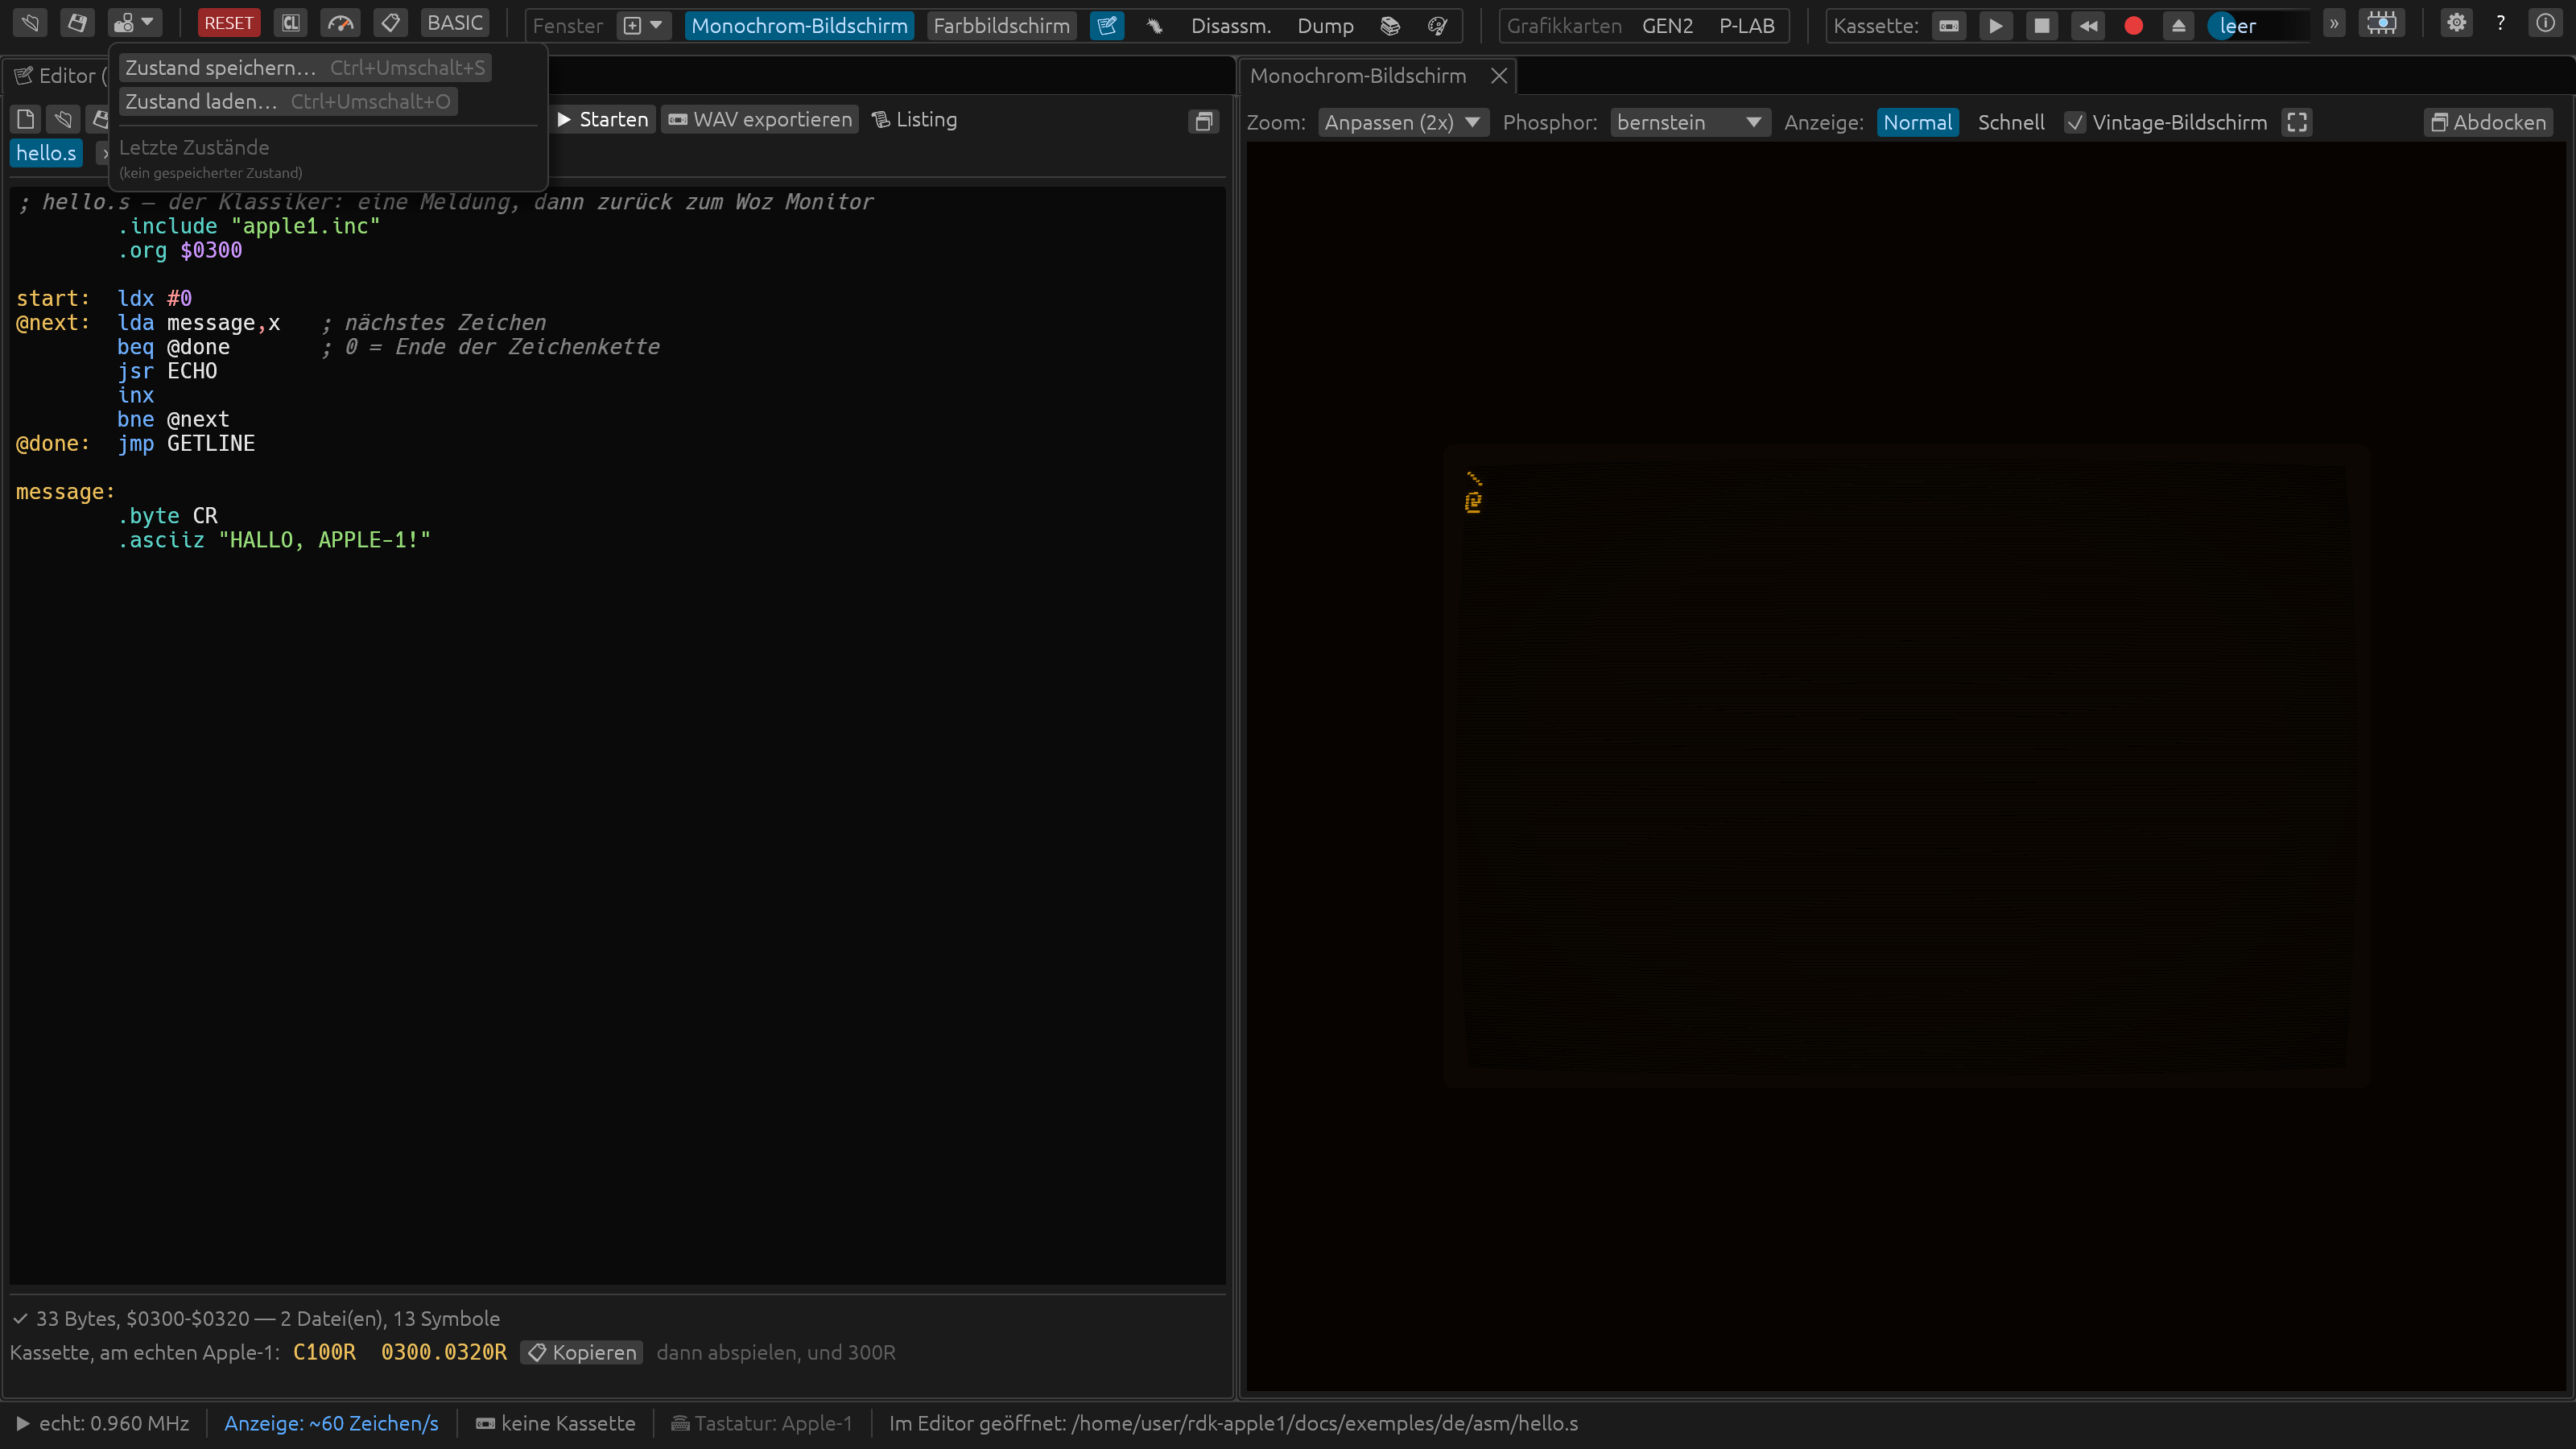 RESET CL BASIC Fenster Monochrom-Bildschirm Farbbildschirm Disassm. Dump Grafikkarten GEN2 P-LAB Kassette: leer » ?
Zustand speichern… Ctrl+Umschalt+S
Zustand laden… Ctrl+Umschalt+O
Letzte Zustände
(kein gespeicherter Zustand)
Editor (
Starten WAV exportieren Listing
hello.s
; hello.s — der Klassiker: eine Meldung, dann zurück zum Woz Monitor
.include "apple1.inc"
.org $0300
start: ldx #0
@next: lda message,x ; nächstes Zeichen
beq @done ; 0 = Ende der Zeichenkette
jsr ECHO
inx
bne @next
@done: jmp GETLINE
message:
.byte CR
.asciiz "HALLO, APPLE-1!"
✓ 33 Bytes, $0300-$0320 — 2 Datei(en), 13 Symbole
Kassette, am echten Apple-1: C100R 0300.0320R Kopieren dann abspielen, und 300R
Monochrom-Bildschirm
Zoom: Anpassen (2x) Phosphor: bernstein Anzeige: Normal Schnell Vintage-Bildschirm Abdocken
\
@
echt: 0.960 MHz Anzeige: ~60 Zeichen/s keine Kassette Tastatur: Apple-1 Im Editor geöffnet: /home/user/rdk-apple1/docs/exemples/de/asm/hello.s